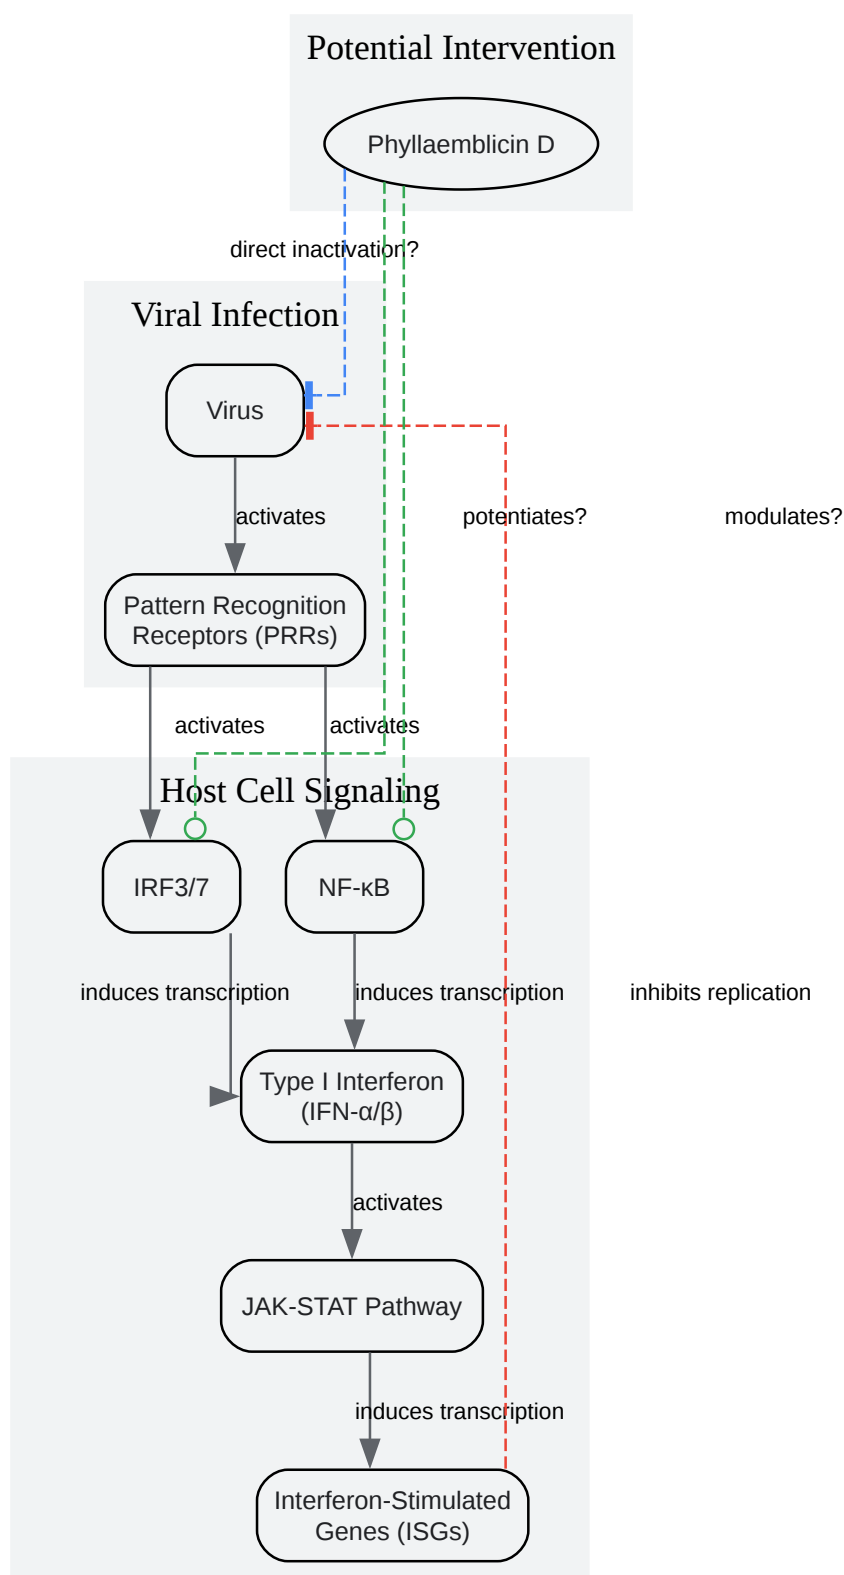 Potential Intervention
Phyllaemblicin D
direct inactivation?
Viral Infection
Virus
activates
potentiates?
modulates?
Pattern Recognition
Receptors (PRRs)
activates
activates
Host Cell Signaling
IRF3/7
NF-κB
induces transcription
induces transcription
inhibits replication
Type I Interferon
(IFN-α/β)
activates
JAK-STAT Pathway
induces transcription
Interferon-Stimulated
Genes (ISGs)